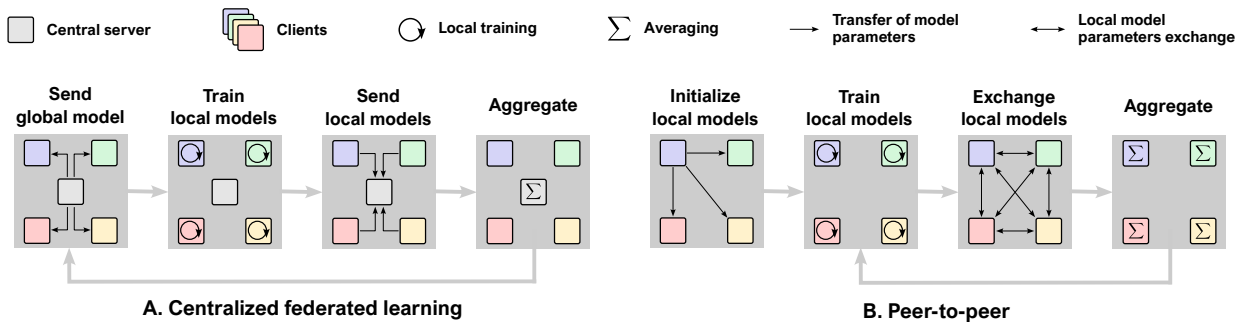 Central server
Clients
Local training
Σ Averaging
Transfer of model
parameters
Local model
parameters exchange
Send
global model
Train
local models
Send
local models
Aggregate
Σ
A. Centralized federated learning
Initialize
local models
Train
local models
Exchange
local models
Aggregate
Σ Σ
Σ Σ
B. Peer-to-peer